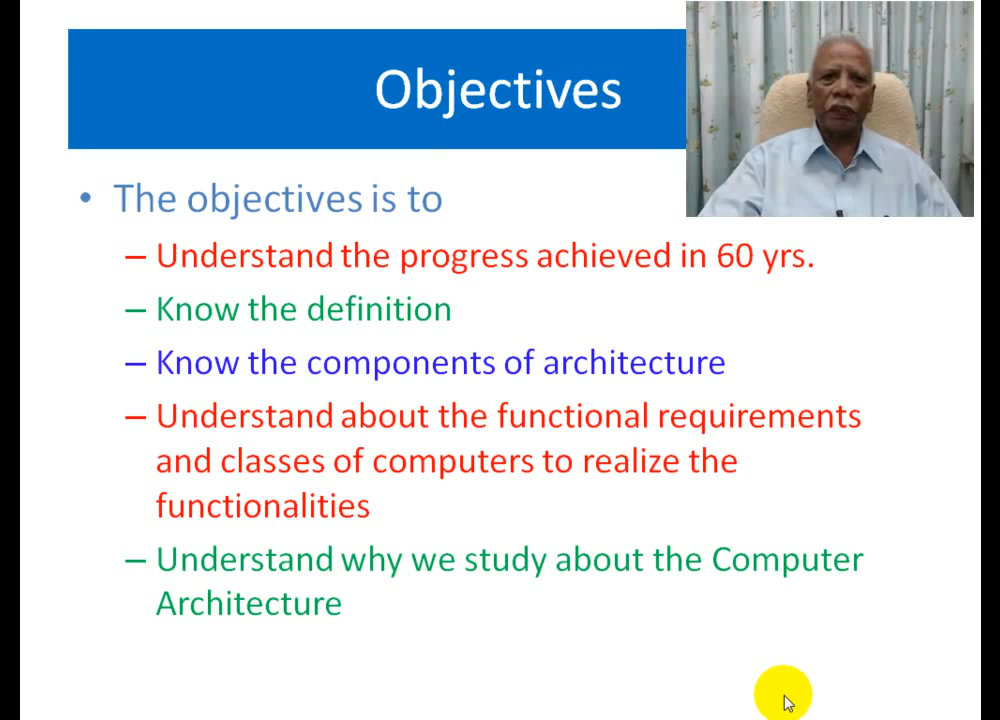 Objectives
• The objectives is to
– Understand the progress achieved in 60 yrs.
– Know the definition
– Know the components of architecture
– Understand about the functional requirements
and classes of computers to realize the
functionalities
– Understand why we study about the Computer
Architecture